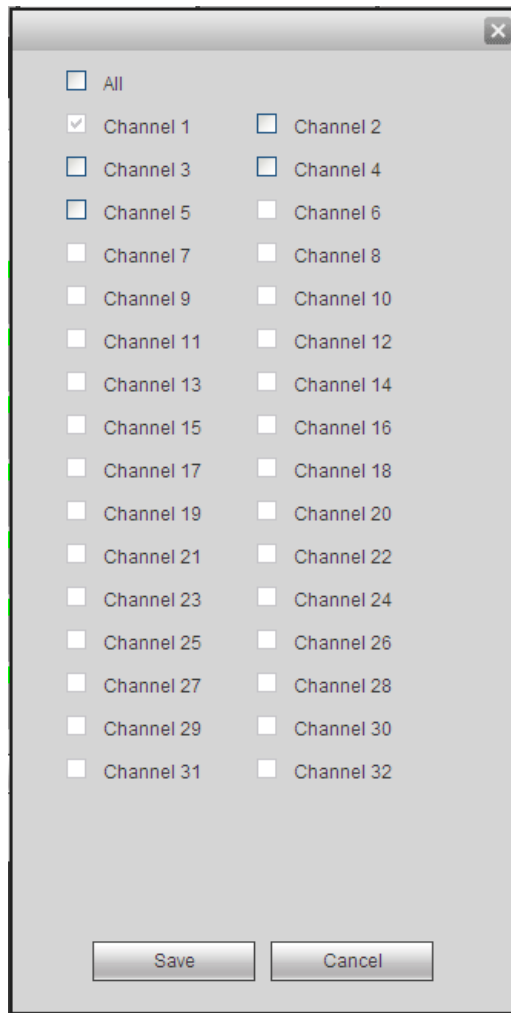 All
Channel 1 Channel 2
Channel 3 Channel 4
Channel 5 Channel 6
Channel 7 Channel 8
Channel 9 Channel 10
Channel 11 Channel 12
Channel 13 Channel 14
Channel 15 Channel 16
Channel 17 Channel 18
Channel 19 Channel 20
Channel 21 Channel 22
Channel 23 Channel 24
Channel 25 Channel 26
Channel 27 Channel 28
Channel 29 Channel 30
Channel 31 Channel 32
Save Cancel